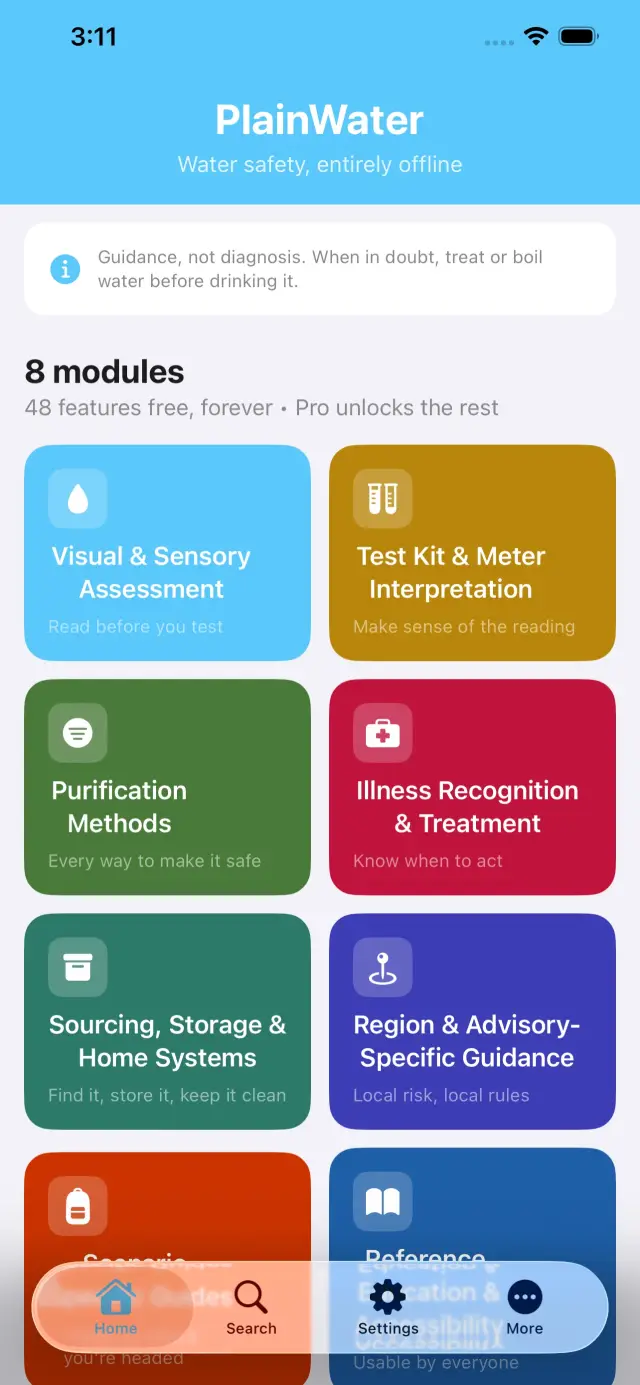 3:11
PlainWater
Water safety, entirely offline
Guidance, not diagnosis. When in doubt, treat or boil
water before drinking it.
8 modules
48 features free, forever • Pro unlocks the rest
Visual & Sensory
Assessment
Read before you test
Test Kit & Meter
Interpretation
Make sense of the reading
Purification
Methods
Every way to make it safe
Illness Recognition
& Treatment
Know when to act
Sourcing, Storage &
Home Systems
Find it, store it, keep it clean
Region & Advisory-
Specific Guidance
Local risk, local rules
Guides
you're headed
Reference,
Education &
Accessibility
Usable by everyone
Home
Search
Settings
More